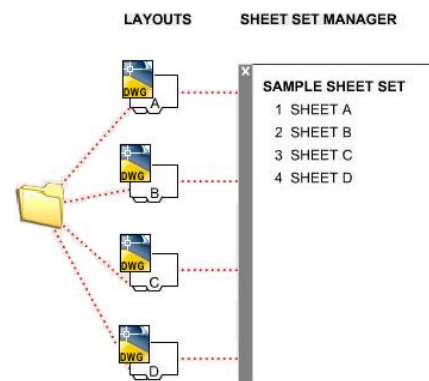 LAYOUTS
SHEET SET MANAGER
X
SAMPLE SHEET SET
1 SHEET A
2 SHEET B
3 SHEET C
4 SHEET D
DWG
A
DWG
B
DWG
C
DWG
D